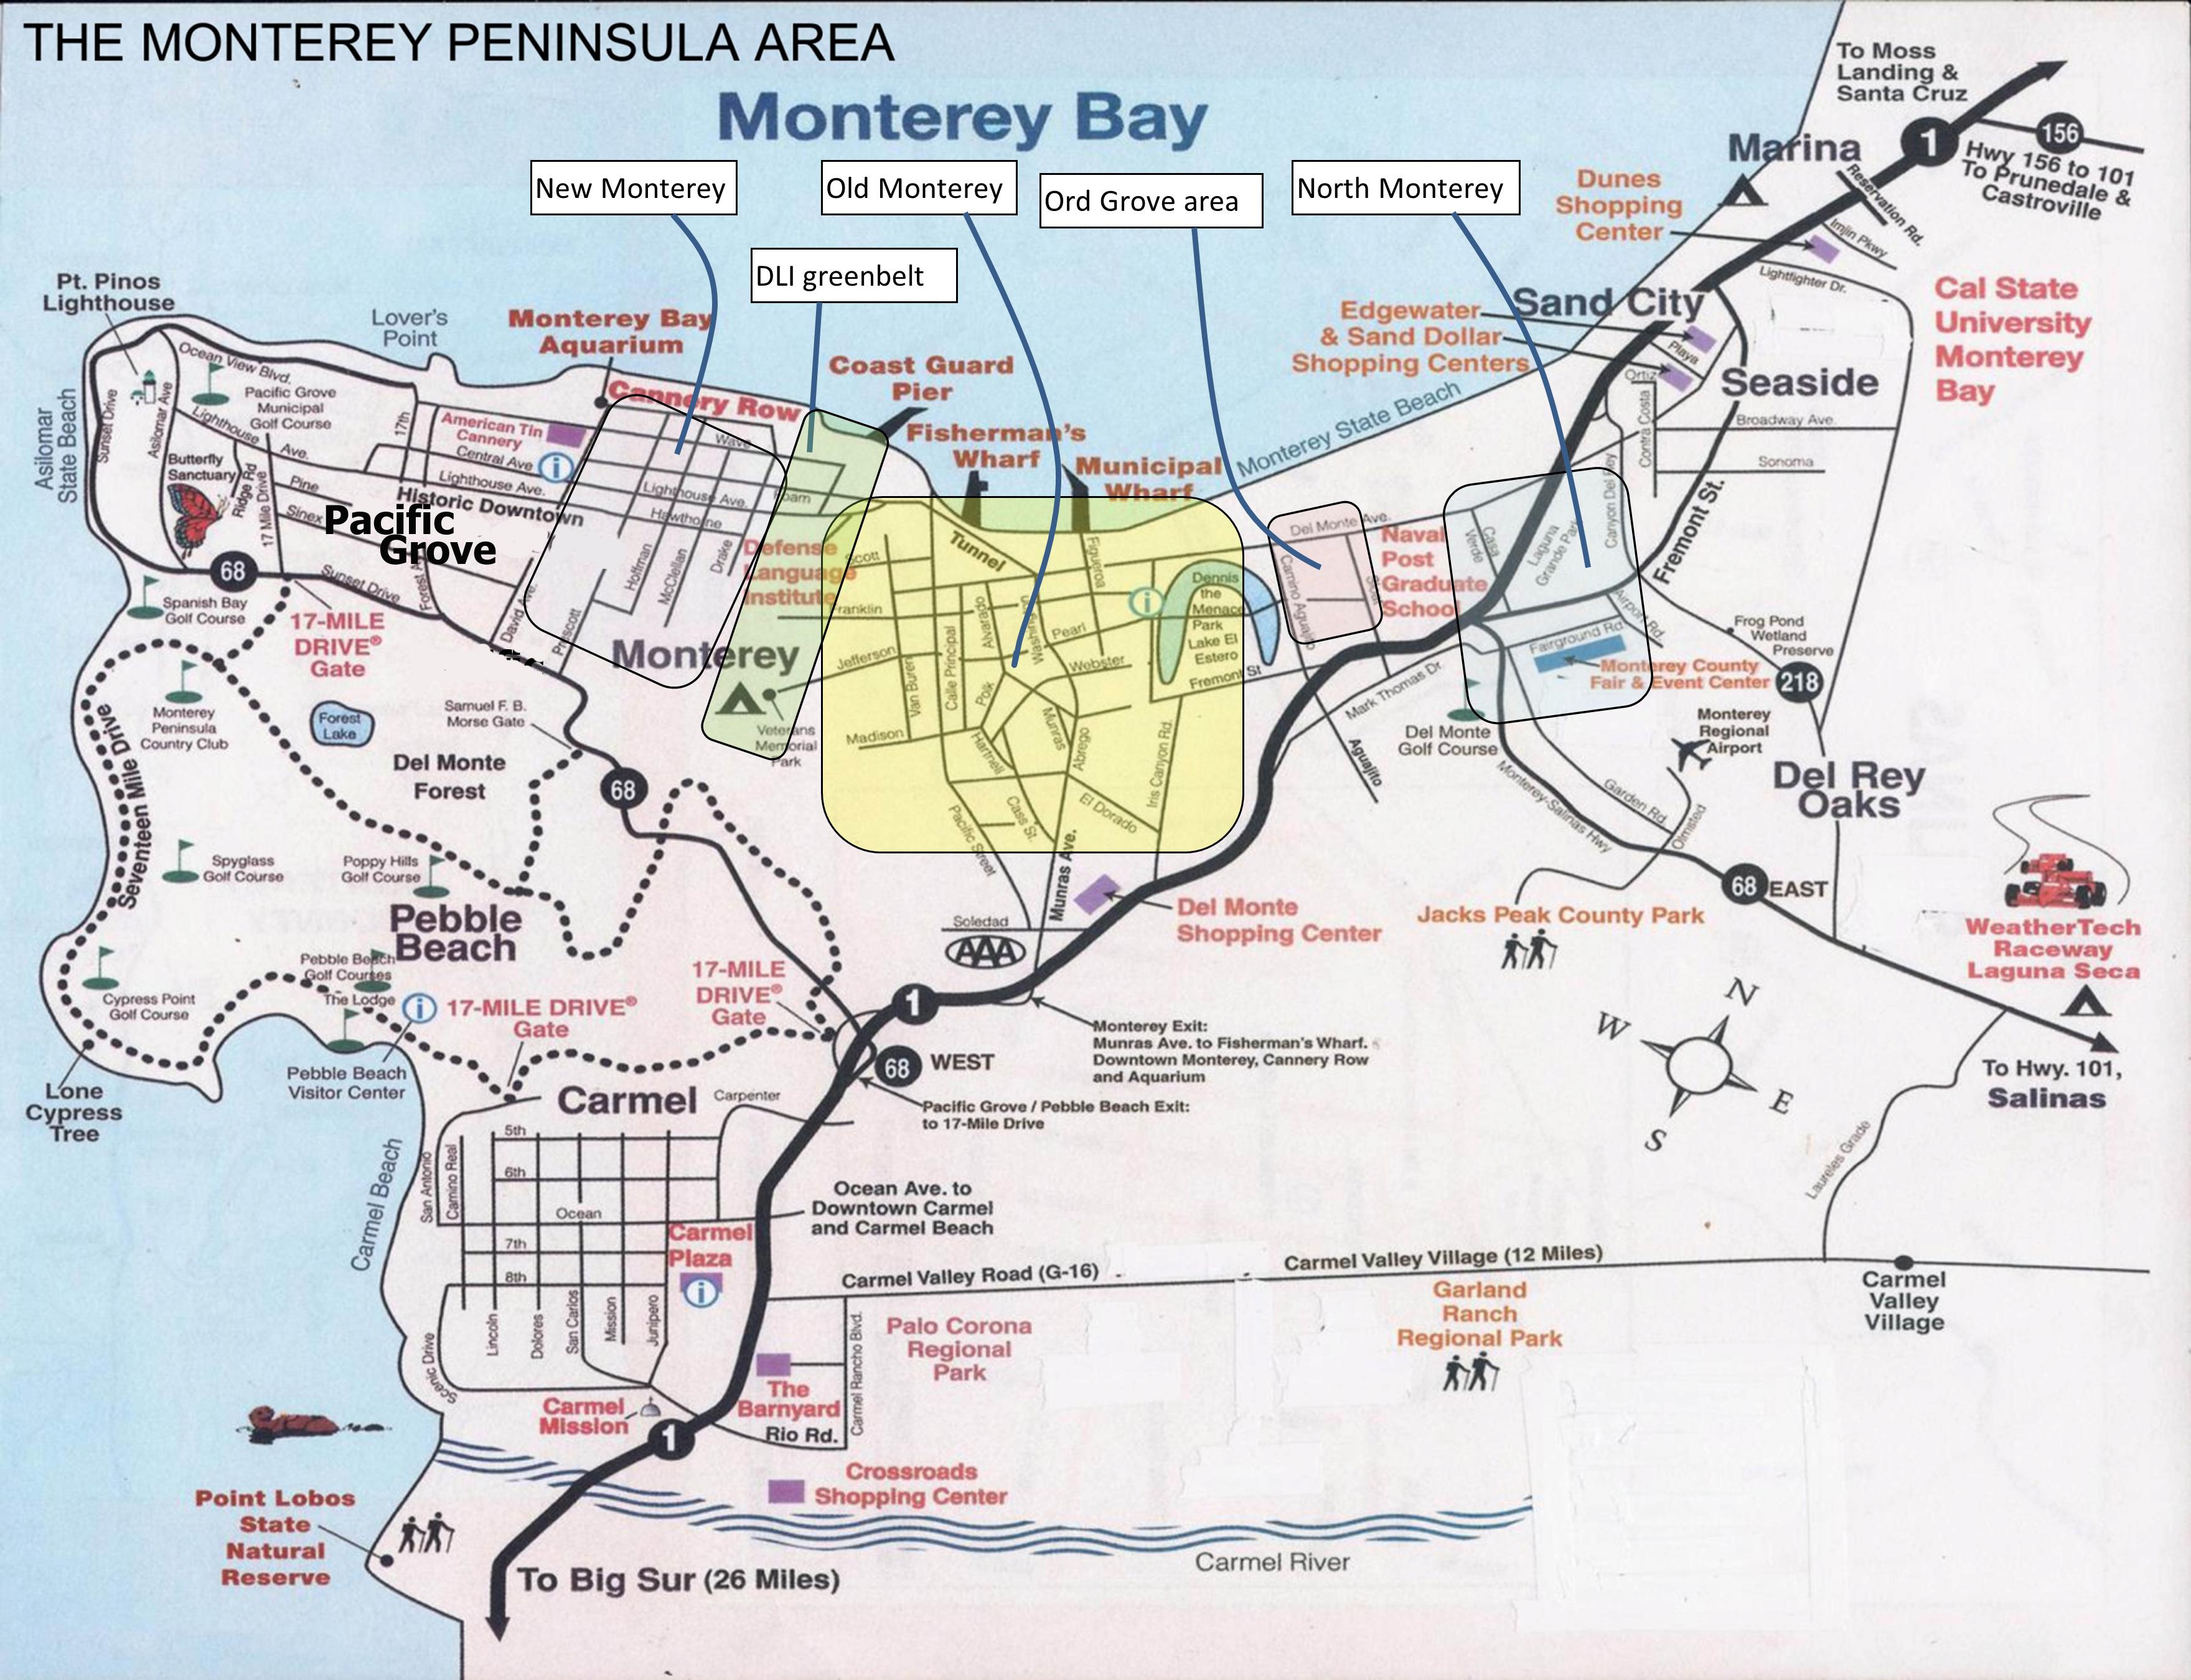 THE MONTEREY PENINSULA AREA
Monterey Bay
To Moss
Landing &
Santa Cruz
1
156
Hwy 156 to 101
To Prunedale &
Castroville
Marina
Reservation Rd.
Imjin Pkwy
Lightfighter Dr.
Dunes
Shopping
Center
New Monterey
Old Monterey
Ord Grove area
North Monterey
DLI greenbelt
Cal State
University
Monterey
Bay
Sand City
Edgewater
& Sand Dollar
Shopping Centers
Playa
Ortiz
Seaside
Contra Costa
Broadway Ave.
Sonoma
Canyon Del Rey
Fremont St.
Monterey State Beach
Pt. Pinos
Lighthouse
Lover's
Point
Monterey Bay
Aquarium
Cannery Row
Coast Guard
Pier
Fisherman's
Wharf
Municipal
Wharf
Asilomar
State Beach
Sunset Drive
Asilomar Ave
Ocean View Blvd.
Pacific Grove
Municipal
Golf Course
Lighthouse
Ave.
17th
American Tin
Cannery
Central Ave
i
Lighthouse Ave.
Historic Downtown
Butterfly
Sanctuary
Ridge Rd
17 Mile Drive
Pine
Sinex
Pacific
Grove
Sunset Drive
Forest A
David Ave.
Prescott
68
Wave
Foam
Lighthouse Ave.
Hawthorne
Hoffman
McClellan
Drake
Defense
Language
Institute
Monterey
Veterans
Memorial
Park
Scott
Franklin
Jefferson
Madison
Van Buren
Calle Principal
Alvarado
Washington
Tunnel
Figueroa
Pearl
Webster
Polk
Hartnell
Munras
Abrego
Cass St.
El Dorado
Pacific Street
Iris Canyon Rd.
Munras Ave.
i
Dennis
the
Menace
Park
Lake El
Estero
Fremont St
Del Monte Ave.
Camino Aguajito
Naval
Post
Graduate
School
Casa
Verde
Laguna
Grande Park
Airport Rd.
Fairground Rd.
Monterey County
Fair & Event Center
Frog Pond
Wetland
Preserve
218
Mark Thomas Dr.
Aguajito
Del Monte
Golf Course
Monterey
Regional
Airport
Del Rey
Oaks
Garden Rd.
Olmsted
Monterey-Salinas Hwy
68 EAST
Jacks Peak County Park
WeatherTech
Raceway
Laguna Seca
To Hwy. 101,
Salinas
Laureles Grade
N
W
E
S
Spanish Bay
Golf Course
17-MILE
DRIVE®
Gate
Monterey
Peninsula
Country Club
Forest
Lake
Samuel F. B.
Morse Gate
Del Monte
Forest
68
Seventeen Mile Drive
Spyglass
Golf Course
Poppy Hills
Golf Course
Pebble
Beach
Pebble Beach
Golf Courses
The Lodge
i
17-MILE DRIVE®
Gate
Cypress Point
Golf Course
Lone
Cypress
Tree
Pebble Beach
Visitor Center
17-MILE
DRIVE®
Gate
Soledad
AAA
Del Monte
Shopping Center
1
68 WEST
Monterey Exit:
Munras Ave. to Fisherman's Wharf.
Downtown Monterey, Cannery Row
and Aquarium
Pacific Grove / Pebble Beach Exit:
to 17-Mile Drive
Carmel
Carpenter
5th
6th
Ocean
7th
8th
San Antonio
Camino Real
Carmel Beach
Lincoln
Dolores
San Carlos
Mission
Junipero
Scenic Drive
Carmel
Plaza
i
Ocean Ave. to
Downtown Carmel
and Carmel Beach
Carmel Valley Road (G-16)
Carmel Valley Village (12 Miles)
Carmel
Valley
Village
Garland
Ranch
Regional Park
Palo Corona
Regional
Park
Carmel Rancho Blvd.
The
Barnyard
Rio Rd.
Carmel
Mission
1
Crossroads
Shopping Center
Carmel River
Point Lobos
State
Natural
Reserve
To Big Sur (26 Miles)